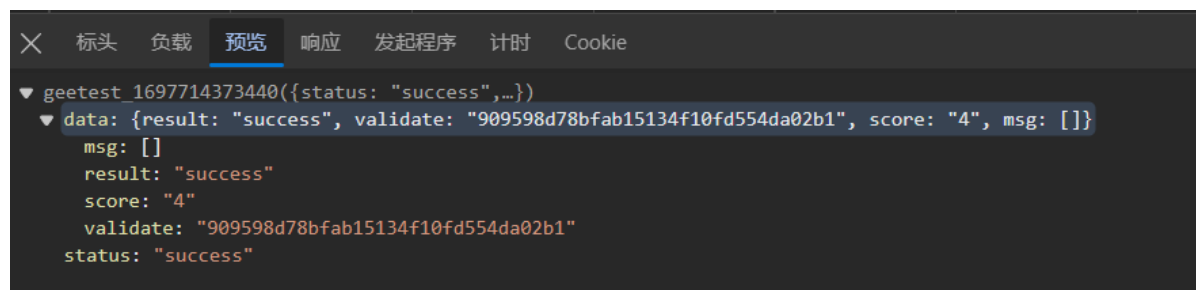 标头 负载 预览 响应 发起程序 计时 Cookie
▼ geetest_1697714373440({status: "success",…})
▼ data: {result: "success", validate: "909598d78bfab15134f10fd554da02b1", score: "4", msg: []}
msg: []
result: "success"
score: "4"
validate: "909598d78bfab15134f10fd554da02b1"
status: "success"